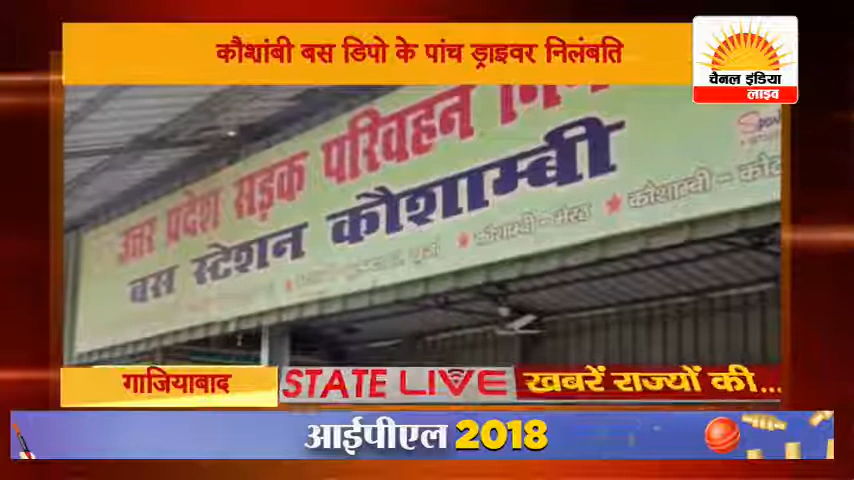 कौशांबी बस डिपो के पांच ड्राइवर निलंबति
चैनल इंडिया
लाइव
उत्तर प्रदेश सड़क परिवहन
बस स्टेशन कौशाम्बी
कौशाम्बी - मेरठ ★ कौशाम्बी -
गाजियाबाद
STATE LIVE
खबरें राज्यों की...
आईपीएल 2018